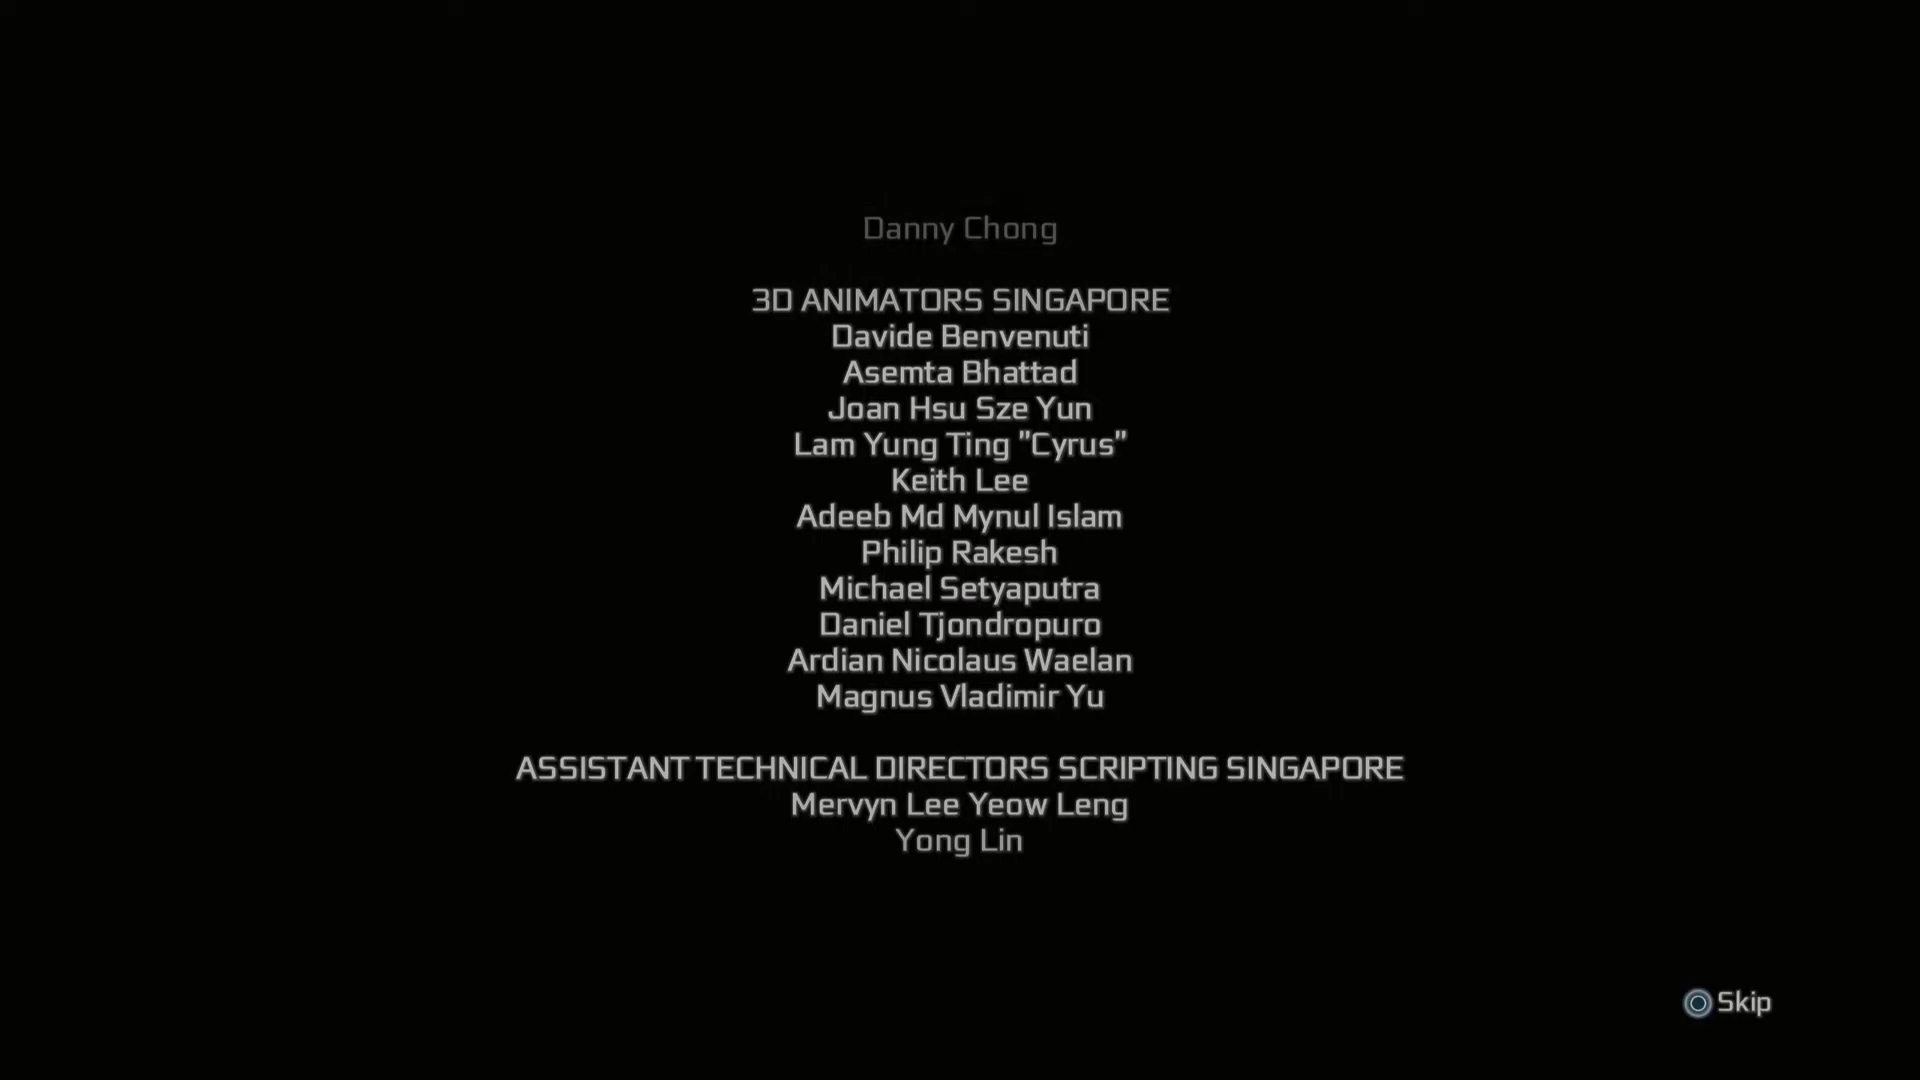 Danny Chong
3D ANIMATORS SINGAPORE
Davide Benvenuti
Asemta Bhattad
Joan Hsu Sze Yun
Lam Yung Ting "Cyrus"
Keith Lee
Adeeb Md Mynul Islam
Philip Rakesh
Michael Setyaputra
Daniel Tjondropuro
Ardian Nicolaus Waelan
Magnus Vladimir Yu
ASSISTANT TECHNICAL DIRECTORS SCRIPTING SINGAPORE
Mervyn Lee Yeow Leng
Yong Lin
Skip